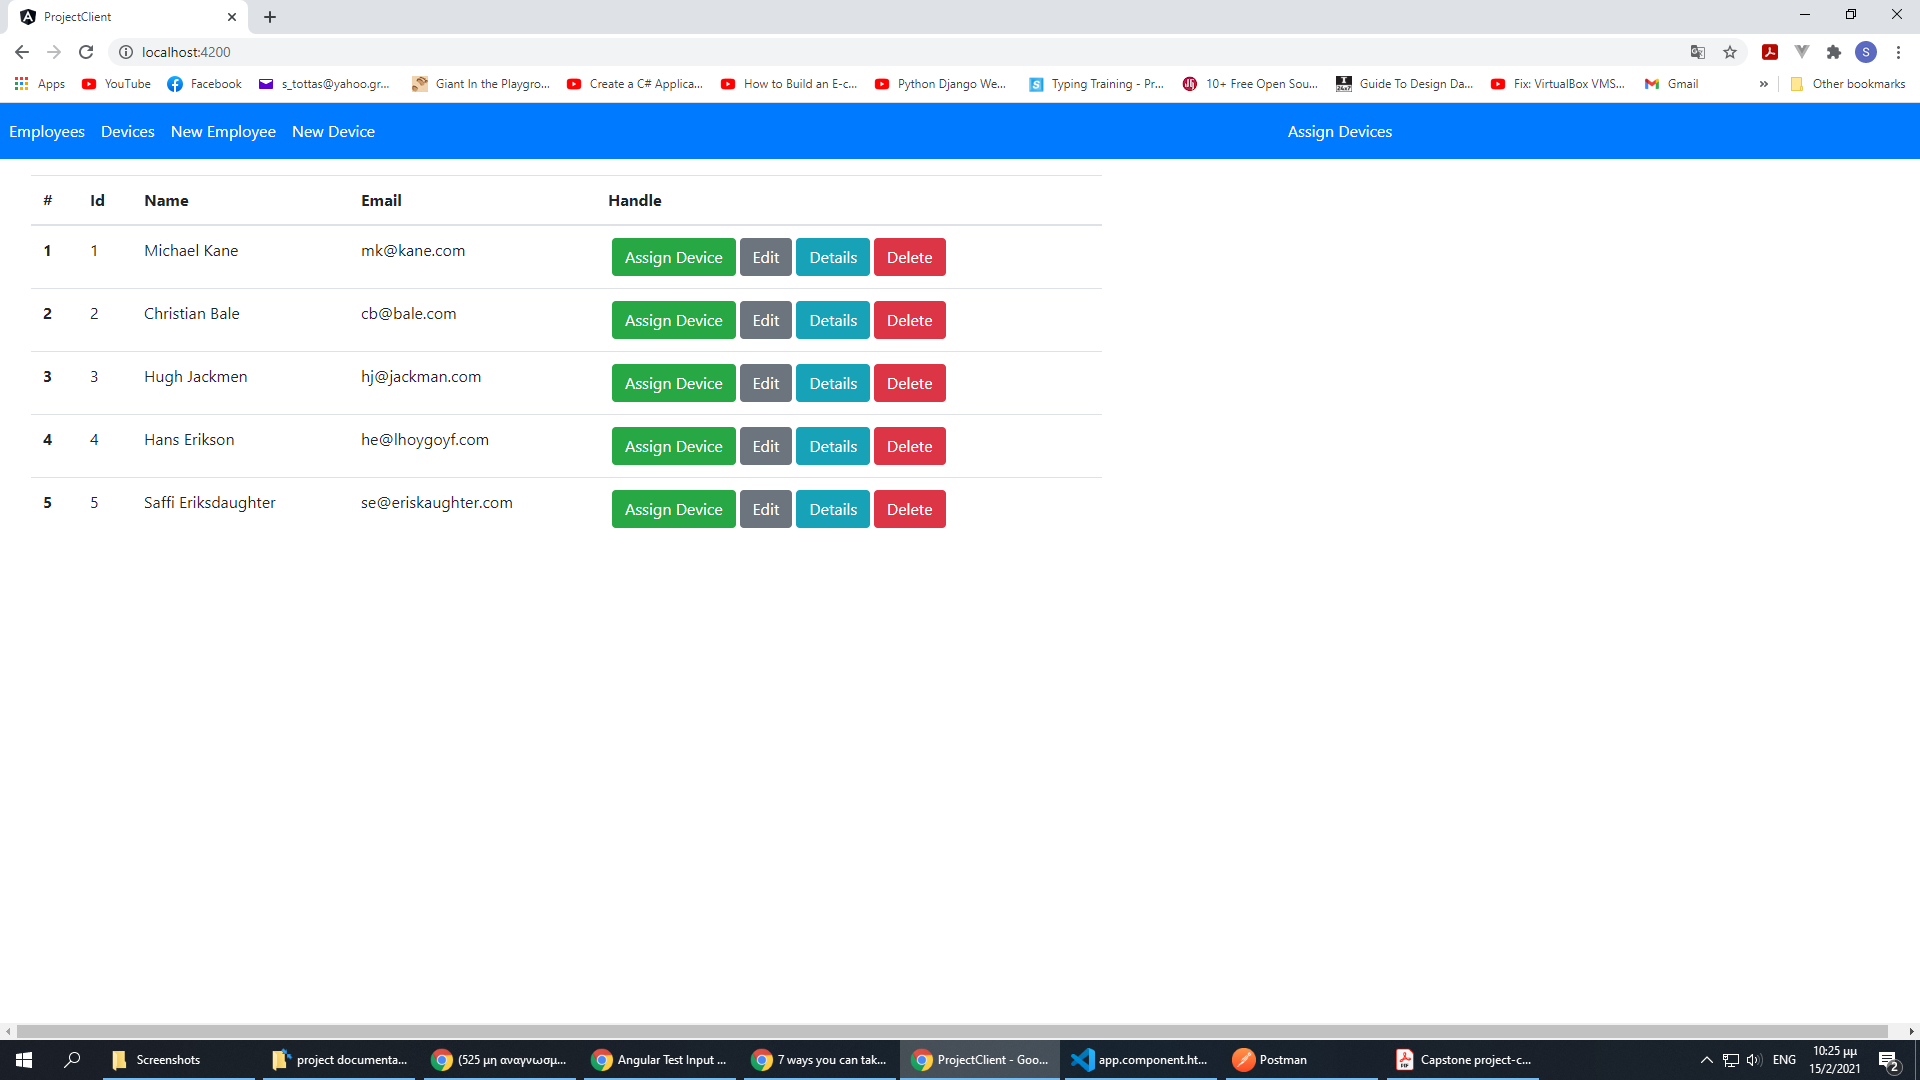 ProjectClient
localhost:4200
Apps YouTube Facebook s_tottas@yahoo.gr... Giant In the Playgro... Create a C# Applica... How to Build an E-c... Python Django We... Typing Training - Pr... 10+ Free Open Sou... Guide To Design Da... Fix: VirtualBox VMS... Gmail » Other bookmarks
Employees Devices New Employee New Device Assign Devices
# Id Name Email Handle
1 1 Michael Kane mk@kane.com Assign Device Edit Details Delete
2 2 Christian Bale cb@bale.com Assign Device Edit Details Delete
3 3 Hugh Jackmen hj@jackman.com Assign Device Edit Details Delete
4 4 Hans Erikson he@lhoygoyf.com Assign Device Edit Details Delete
5 5 Saffi Eriksdaughter se@eriskaughter.com Assign Device Edit Details Delete
Screenshots project documenta... (525 μη αναγνωσμ... Angular Test Input ... 7 ways you can tak... ProjectClient - Goo... app.component.ht... Postman Capstone project-c... ENG 10:25 μμ
15/2/2021 2